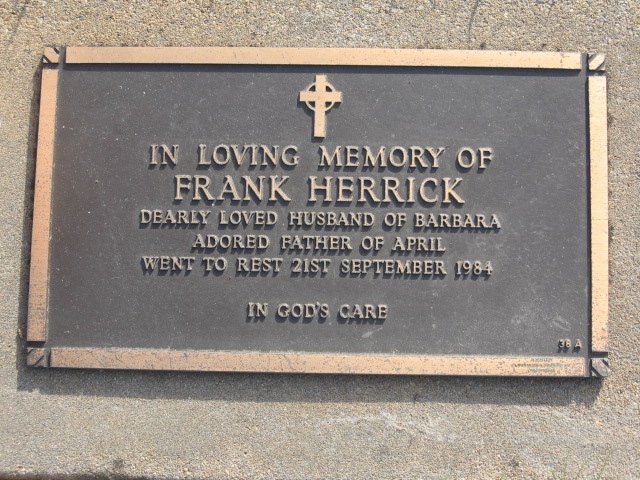 IN LOVING MEMORY OF
FRANK HERRICK
DEARLY LOVED HUSBAND OF BARBARA
ADORED FATHER OF APRIL
WENT TO REST 21ST SEPTEMBER 1984
IN GOD'S CARE
38 A